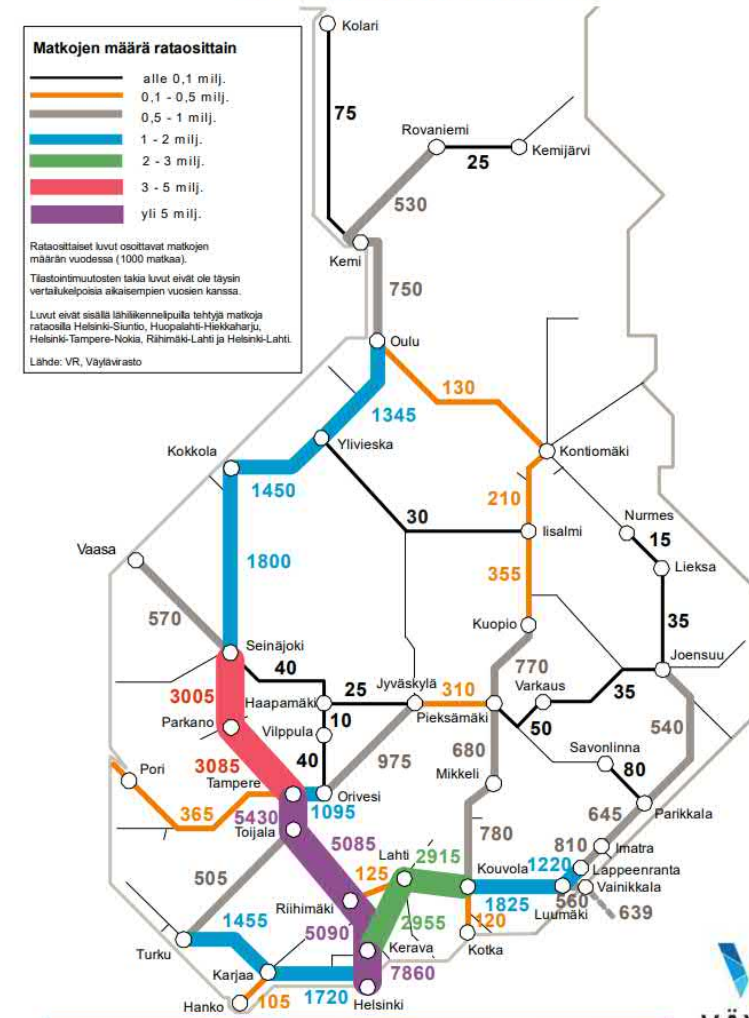 Matkojen määrä rataosittain
alle 0,1 milj.
0,1 - 0,5 milj.
0,5 - 1 milj.
1 - 2 milj.
2 - 3 milj.
3 - 5 milj.
yli 5 milj.
Rataosittaiset luvut osoittavat matkojen
määrän vuodessa (1000 matkaa).
Tilastointimuutosten takia luvut eivät ole täysin
vertailukelpoisia aikaisempien vuosien kanssa.
Luvut eivät sisällä lähiliikennelipuilla tehtyjä matkoja
rataosilla Helsinki-Siuntio, Huopalahti-Hiekkaharju,
Helsinki-Tampere-Nokia, Riihimäki-Lahti ja Helsinki-Lahti.
Lähde: VR, Väylävirasto
Kolari
75
Rovaniemi
25
Kemijärvi
530
Kemi
750
Oulu
130
1345
Ylivieska
Kokkola
1450
Kontiomäki
210
30
Iisalmi
Nurmes
15
Lieksa
Vaasa
1800
355
570
Kuopio
35
Seinäjoki
40
770
Joensuu
3005
Haapamäki
25
Jyväskylä
310
Pieksämäki
Varkaus
35
50
Parkano
10
Vilppula
540
3085
40
975
680
Savonlinna
80
Pori
Tampere
Mikkeli
Orivesi
1095
365
5430
Parikkala
645
Toijala
5085
780
Imatra
810
Lahti
2915
1220
Lappeenranta
505
125
Kouvola
Vainikkala
1825
560
Luumäki
639
Riihimäki
2955
120
1455
5090
Kotka
Turku
Kerava
Karjaa
7860
1720
Helsinki
Hanko
105